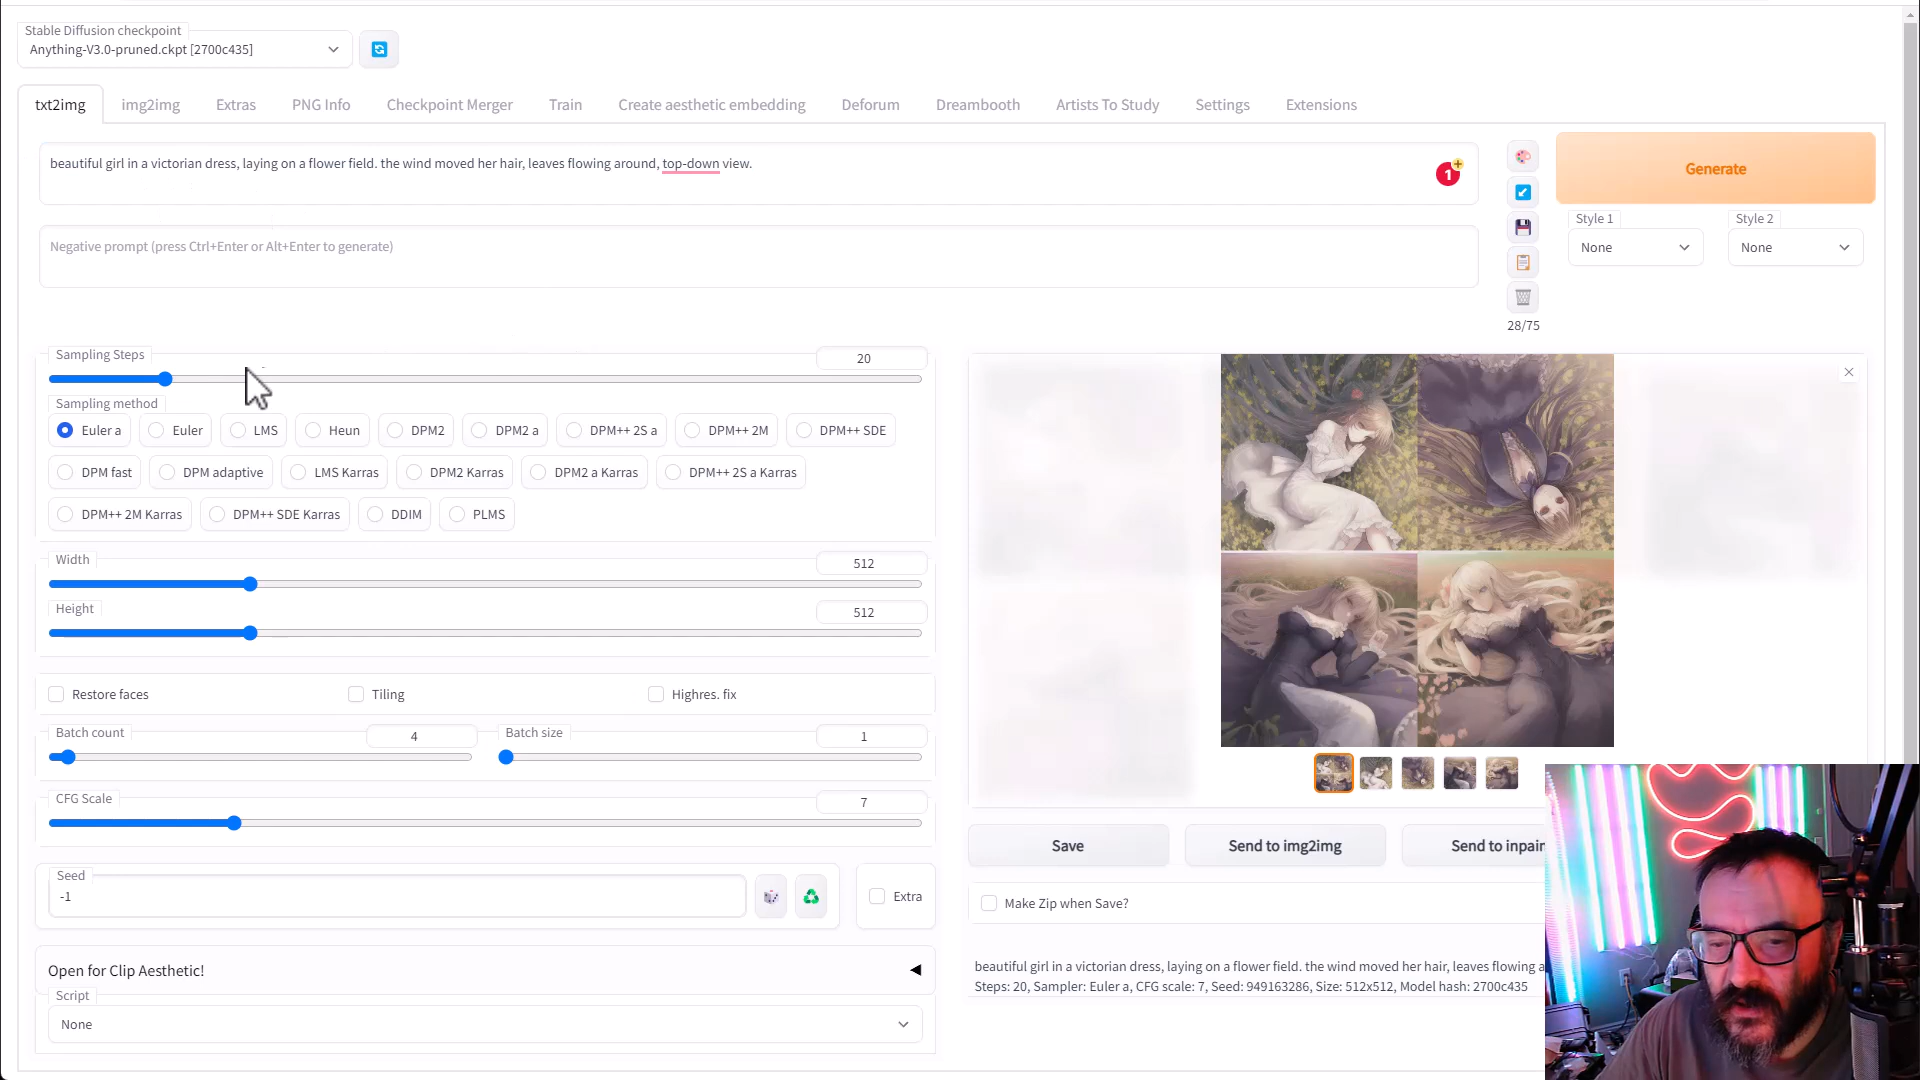 Stable Diffusion checkpoint
Anything-V3.0-pruned.ckpt [2700c435]
txt2img img2img Extras PNG Info Checkpoint Merger Train Create aesthetic embedding Deforum Dreambooth Artists To Study Settings Extensions
beautiful girl in a victorian dress, laying on a flower field. the wind moved her hair, leaves flowing around, top-down view.
1
Generate
Style 1 Style 2
None None
Negative prompt (press Ctrl+Enter or Alt+Enter to generate)
28/75
Sampling Steps 20
Sampling method
Euler a Euler LMS Heun DPM2 DPM2 a DPM++ 2S a DPM++ 2M DPM++ SDE
DPM fast DPM adaptive LMS Karras DPM2 Karras DPM2 a Karras DPM++ 2S a Karras
DPM++ 2M Karras DPM++ SDE Karras DDIM PLMS
Width 512
Height 512
Restore faces Tiling Highres. fix
Batch count 4 Batch size 1
CFG Scale 7
Seed
-1
Extra
Open for Clip Aesthetic!
Script
None
Save Send to img2img Send to inpain
Make Zip when Save?
beautiful girl in a victorian dress, laying on a flower field. the wind moved her hair, leaves flowing a
Steps: 20, Sampler: Euler a, CFG scale: 7, Seed: 949163286, Size: 512x512, Model hash: 2700c435